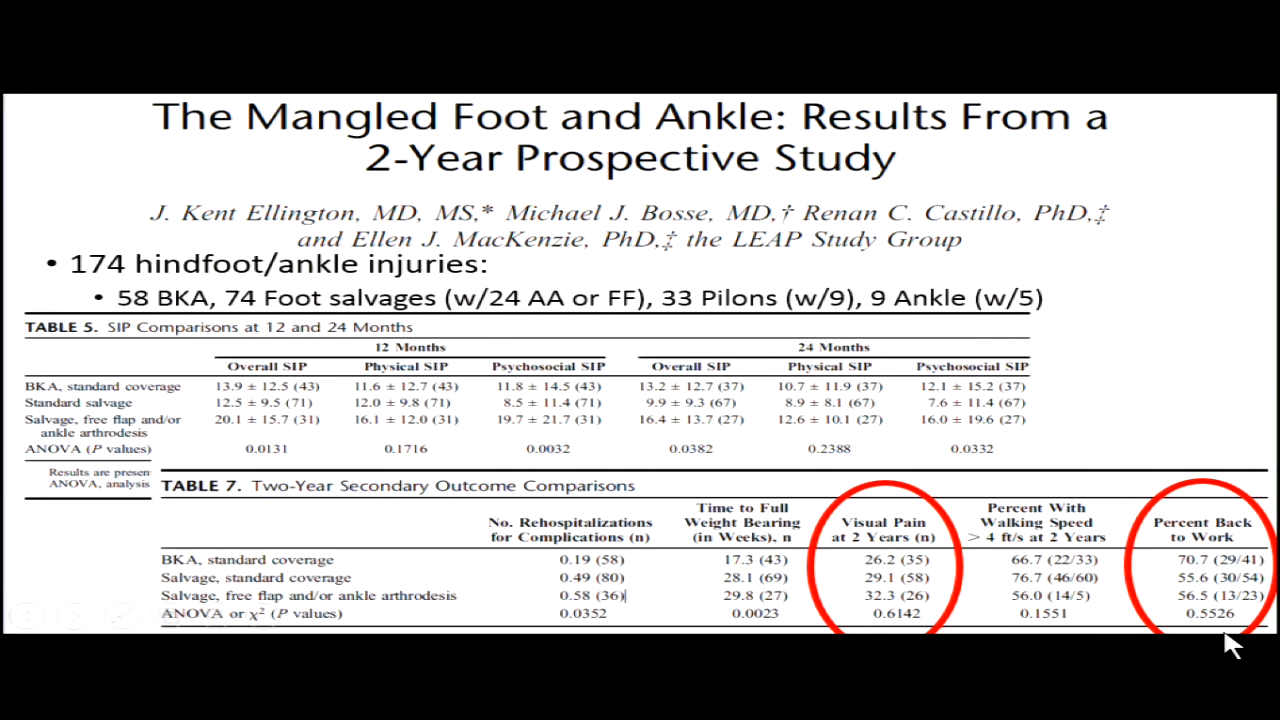 The Mangled Foot and Ankle: Results From a
2-Year Prospective Study
J. Kent Ellington, MD, MS,* Michael J. Bosse, MD,† Renan C. Castillo, PhD,‡
and Ellen J. MacKenzie, PhD,‡ the LEAP Study Group
• 174 hindfoot/ankle injuries:
• 58 BKA, 74 Foot salvages (w/24 AA or FF), 33 Pilons (w/9), 9 Ankle (w/5)
TABLE 5. SIP Comparisons at 12 and 24 Months
12 Months 24 Months
Overall SIP Physical SIP Psychosocial SIP Overall SIP Physical SIP Psychosocial SIP
BKA, standard coverage 13.9 ± 12.5 (43) 11.6 ± 12.7 (43) 11.8 ± 14.5 (43) 13.2 ± 12.7 (37) 10.7 ± 11.9 (37) 12.1 ± 15.2 (37)
Standard salvage 12.5 ± 9.5 (71) 12.0 ± 9.8 (71) 8.5 ± 11.4 (71) 9.9 ± 9.3 (67) 8.9 ± 8.1 (67) 7.6 ± 11.4 (67)
Salvage, free flap and/or 20.1 ± 15.7 (31) 16.1 ± 12.0 (31) 19.7 ± 21.7 (31) 16.4 ± 13.7 (27) 12.6 ± 10.1 (27) 16.0 ± 19.6 (27)
ankle arthrodesis
ANOVA (P values) 0.0131 0.1716 0.0032 0.0382 0.2388 0.0332
Results are presen
ANOVA, analysis
TABLE 7. Two-Year Secondary Outcome Comparisons
Time to Full Percent With
No. Rehospitalizations Weight Bearing Visual Pain Walking Speed Percent Back
for Complications (n) (in Weeks), n at 2 Years (n) > 4 ft/s at 2 Years to Work
BKA, standard coverage 0.19 (58) 17.3 (43) 26.2 (35) 66.7 (22/33) 70.7 (29/41)
Salvage, standard coverage 0.49 (80) 28.1 (69) 29.1 (58) 76.7 (46/60) 55.6 (30/54)
Salvage, free flap and/or ankle arthrodesis 0.58 (36) 29.8 (27) 32.3 (26) 56.0 (14/5) 56.5 (13/23)
ANOVA or χ² (P values) 0.0352 0.0023 0.6142 0.1551 0.5526